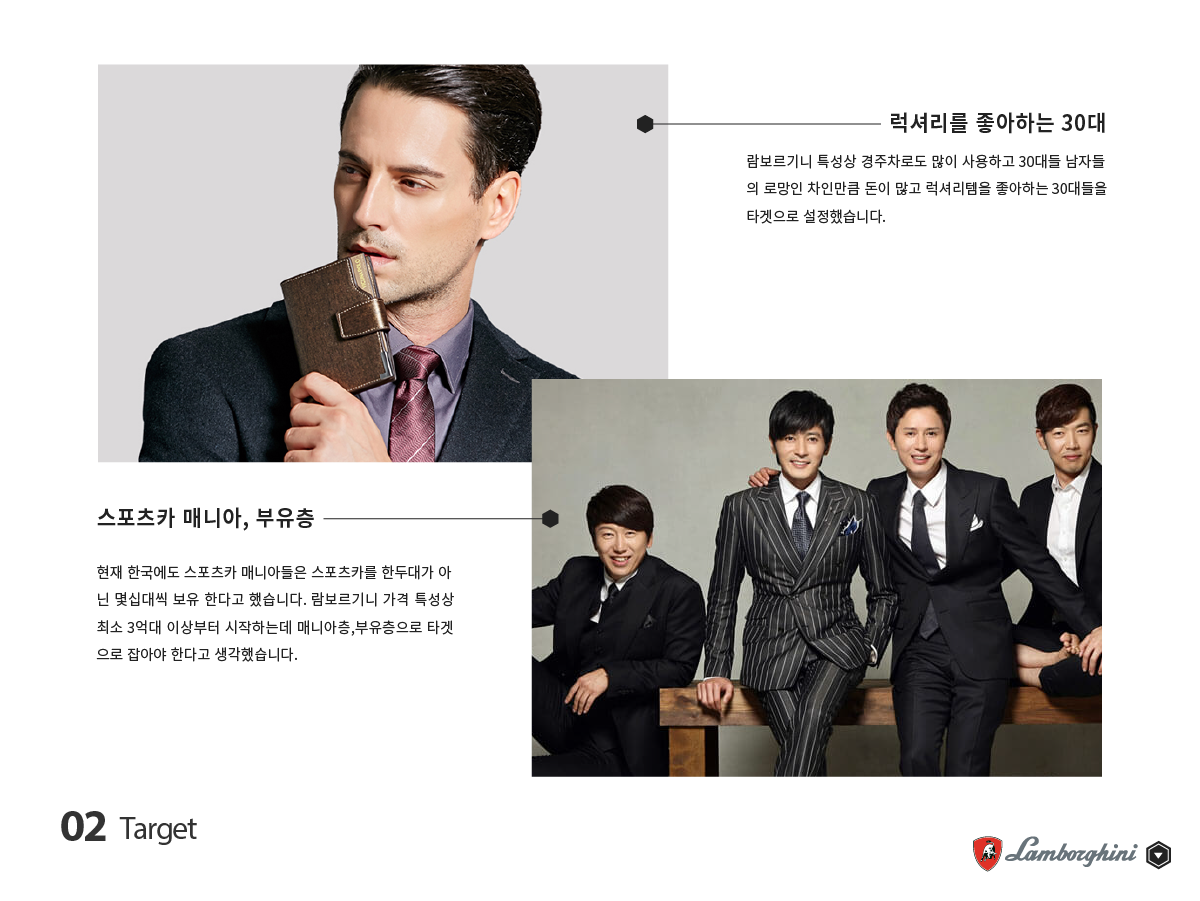 럭셔리를 좋아하는 30대
람보르기니 특성상 경주차로도 많이 사용하고 30대들 남자들
의 로망인 차인만큼 돈이 많고 럭셔리템을 좋아하는 30대들을
타겟으로 설정했습니다.
스포츠카 매니아, 부유층
현재 한국에도 스포츠카 매니아들은 스포츠카를 한두대가 아
닌 몇십대씩 보유 한다고 했습니다. 람보르기니 가격 특성상
최소 3억대 이상부터 시작하는데 매니아층,부유층으로 타겟
으로 잡아야 한다고 생각했습니다.
02 Target
Lamborghini